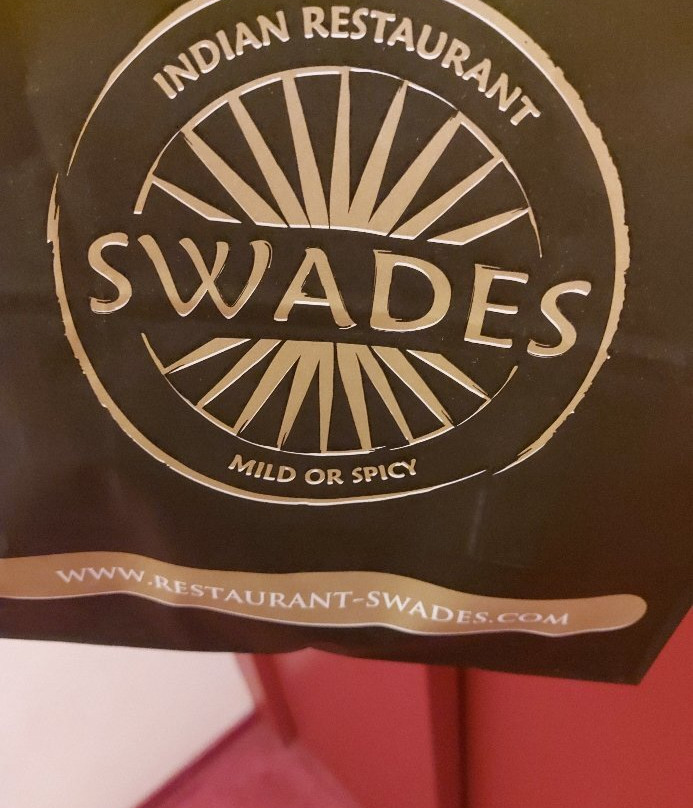 INDIAN RESTAURANT
SWADES
MILD OR SPICY
WWW.RESTAURANT-SWADES.COM